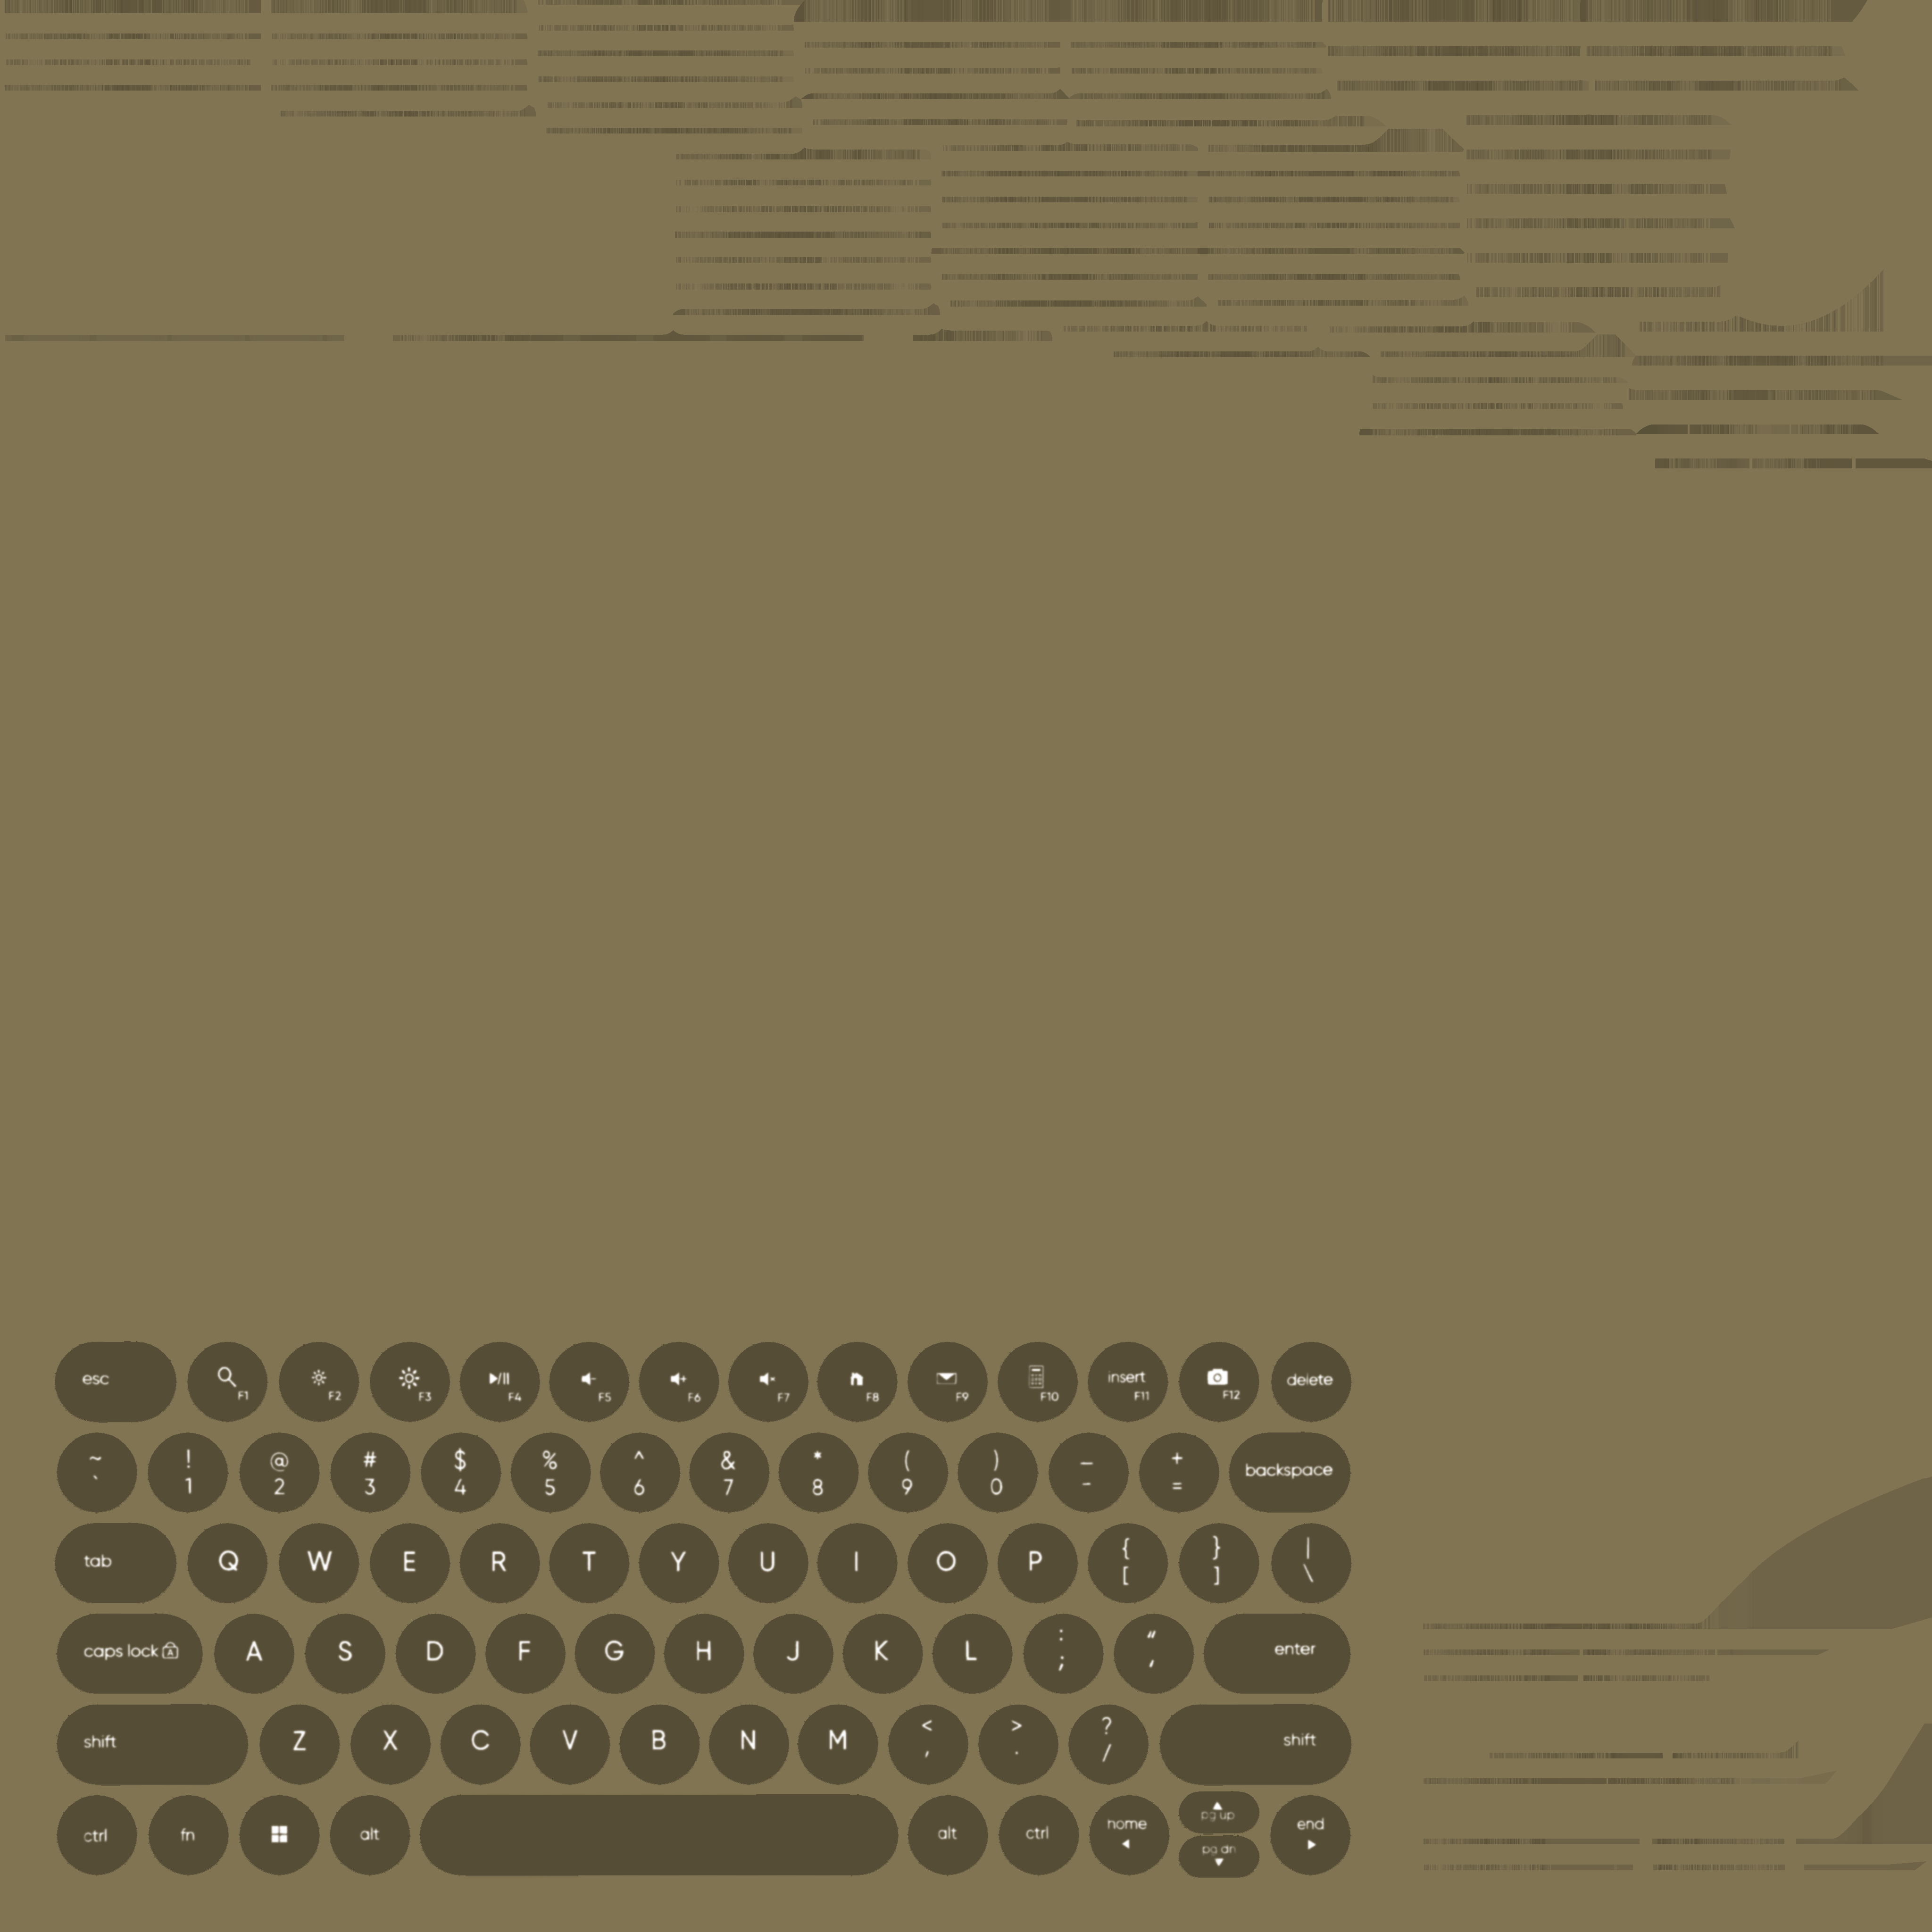 esc F1 F2 F3 F4 F5 F6 F7 F8 F9 F10 insert F11 F12 delete
~ ! @ # $ % ^ & * ( ) _ +
` 1 2 3 4 5 6 7 8 9 0 - = backspace
tab Q W E R T Y U I O P { } |
[ ] \
caps lock A S D F G H J K L : “ enter
; ‘
shift Z X C V B N M < > ? shift
, . /
ctrl fn alt alt ctrl home pg up end
pg dn